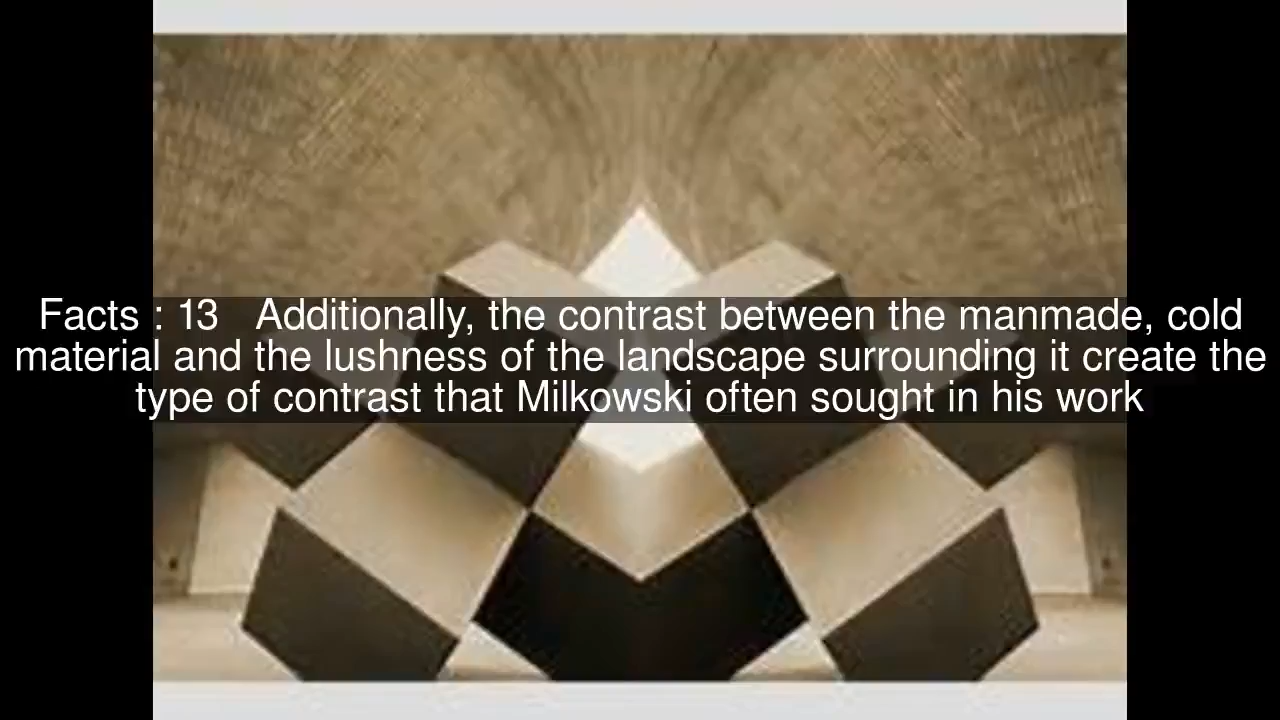 Facts : 13   Additionally, the contrast between the manmade, cold
material and the lushness of the landscape surrounding it create the
type of contrast that Milkowski often sought in his work